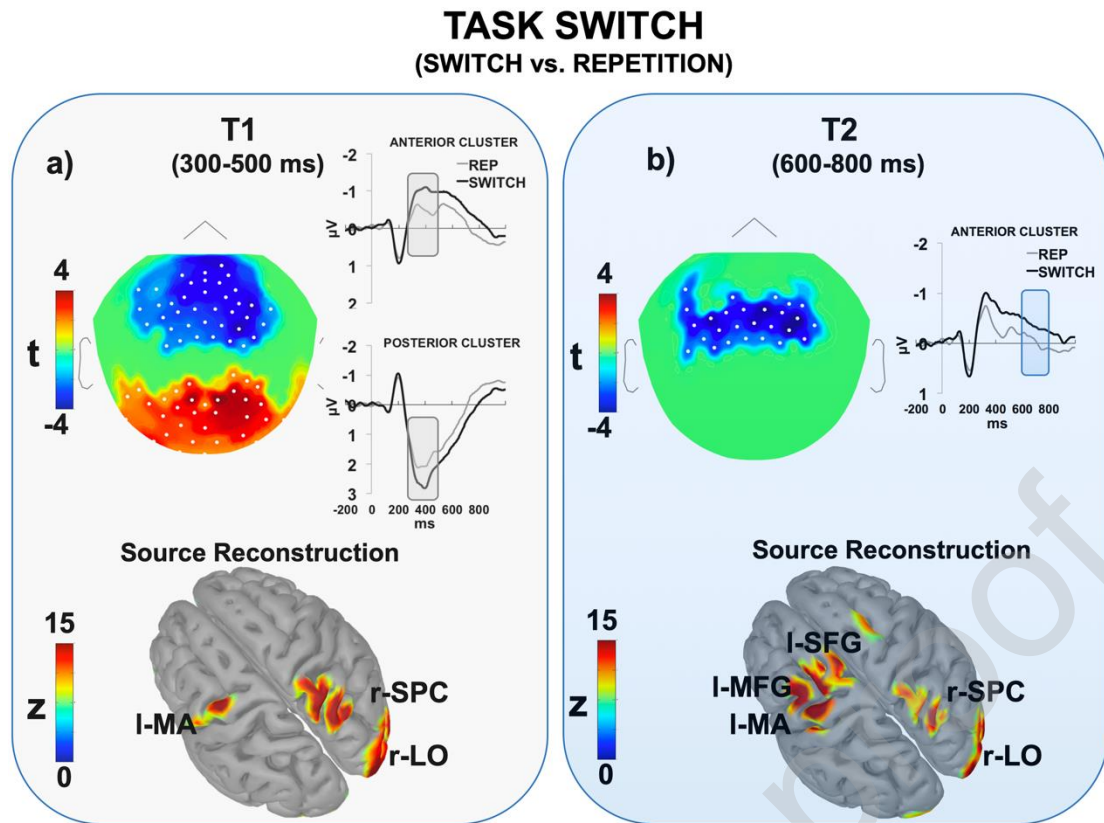 TASK SWITCH
(SWITCH vs. REPETITION)
a)
T1
(300-500 ms)
4
t
-4
ANTERIOR CLUSTER
REP
SWITCH
-2
-1
0
1
2
µV
POSTERIOR CLUSTER
-2
-1
0
1
2
3
µV
-200 0 200 400 600 800
ms
Source Reconstruction
15
z
0
l-MA
r-SPC
r-LO
b)
T2
(600-800 ms)
4
t
-4
ANTERIOR CLUSTER
REP
SWITCH
-2
-1
0
1
µV
-200 0 200 400 600 800
ms
Source Reconstruction
15
z
0
l-SFG
l-MFG
l-MA
r-SPC
r-LO
proof